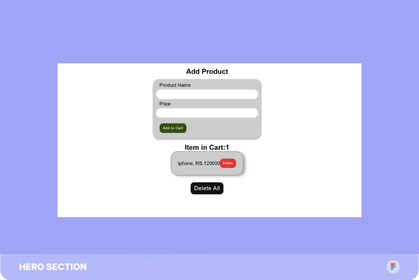 Add Product
Product Name
Price
Add to Cart
Item in Cart:1
iphone, RS.120000 Delete
Delete All
HERO SECTION